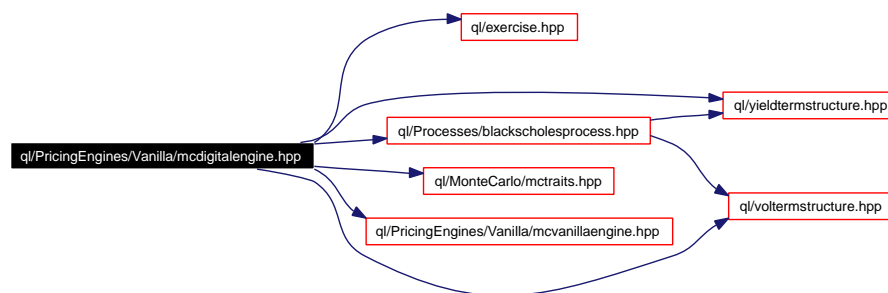 ql/exercise.hpp
ql/yieldtermstructure.hpp
ql/Processes/blackscholesprocess.hpp
ql/PricingEngines/Vanilla/mcdigitalengine.hpp
ql/MonteCarlo/mctraits.hpp
ql/voltermstructure.hpp
ql/PricingEngines/Vanilla/mcvanillaengine.hpp